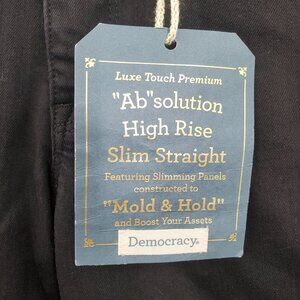 Luxe Touch Premium
"Ab"solution
High Rise
Slim Straight
Featuring Slimming Panels
constructed to
"Mold & Hold"
and Boost Your Assets
Democracy®